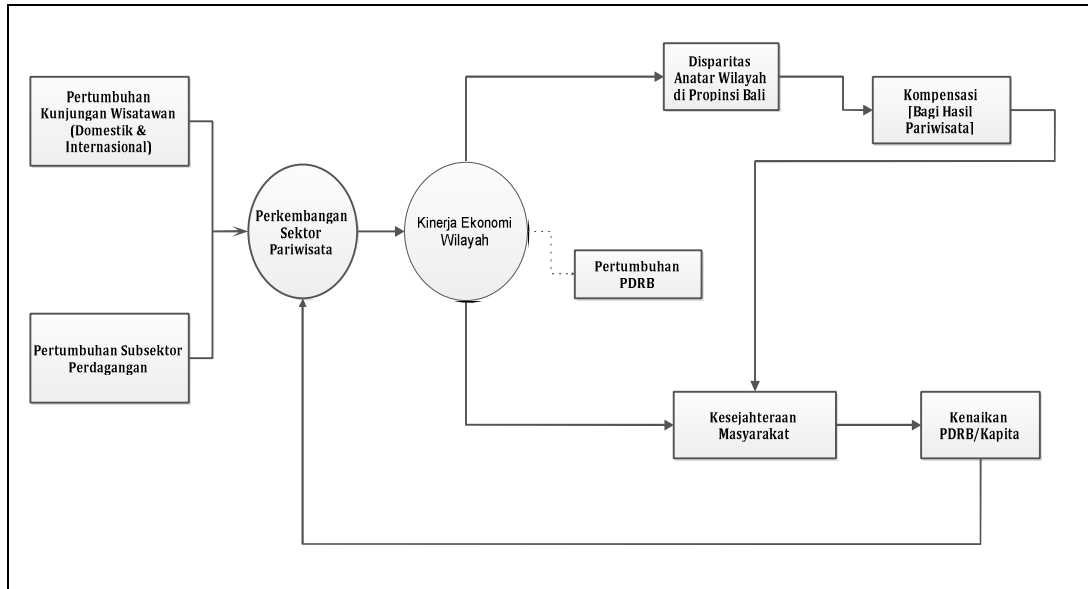 Pertumbuhan
Kunjungan Wisatawan
(Domestik &
Internasional)
Pertumbuhan Subsektor
Perdagangan
Perkembangan
Sektor
Pariwisata
Kinerja Ekonomi
Wilayah
Pertumbuhan
PDRB
Disparitas
Anatar Wilayah
di Propinsi Bali
Kompensasi
[Bagi Hasil
Pariwisata]
Kesejahteraan
Masyarakat
Kenaikan
PDRB/Kapita